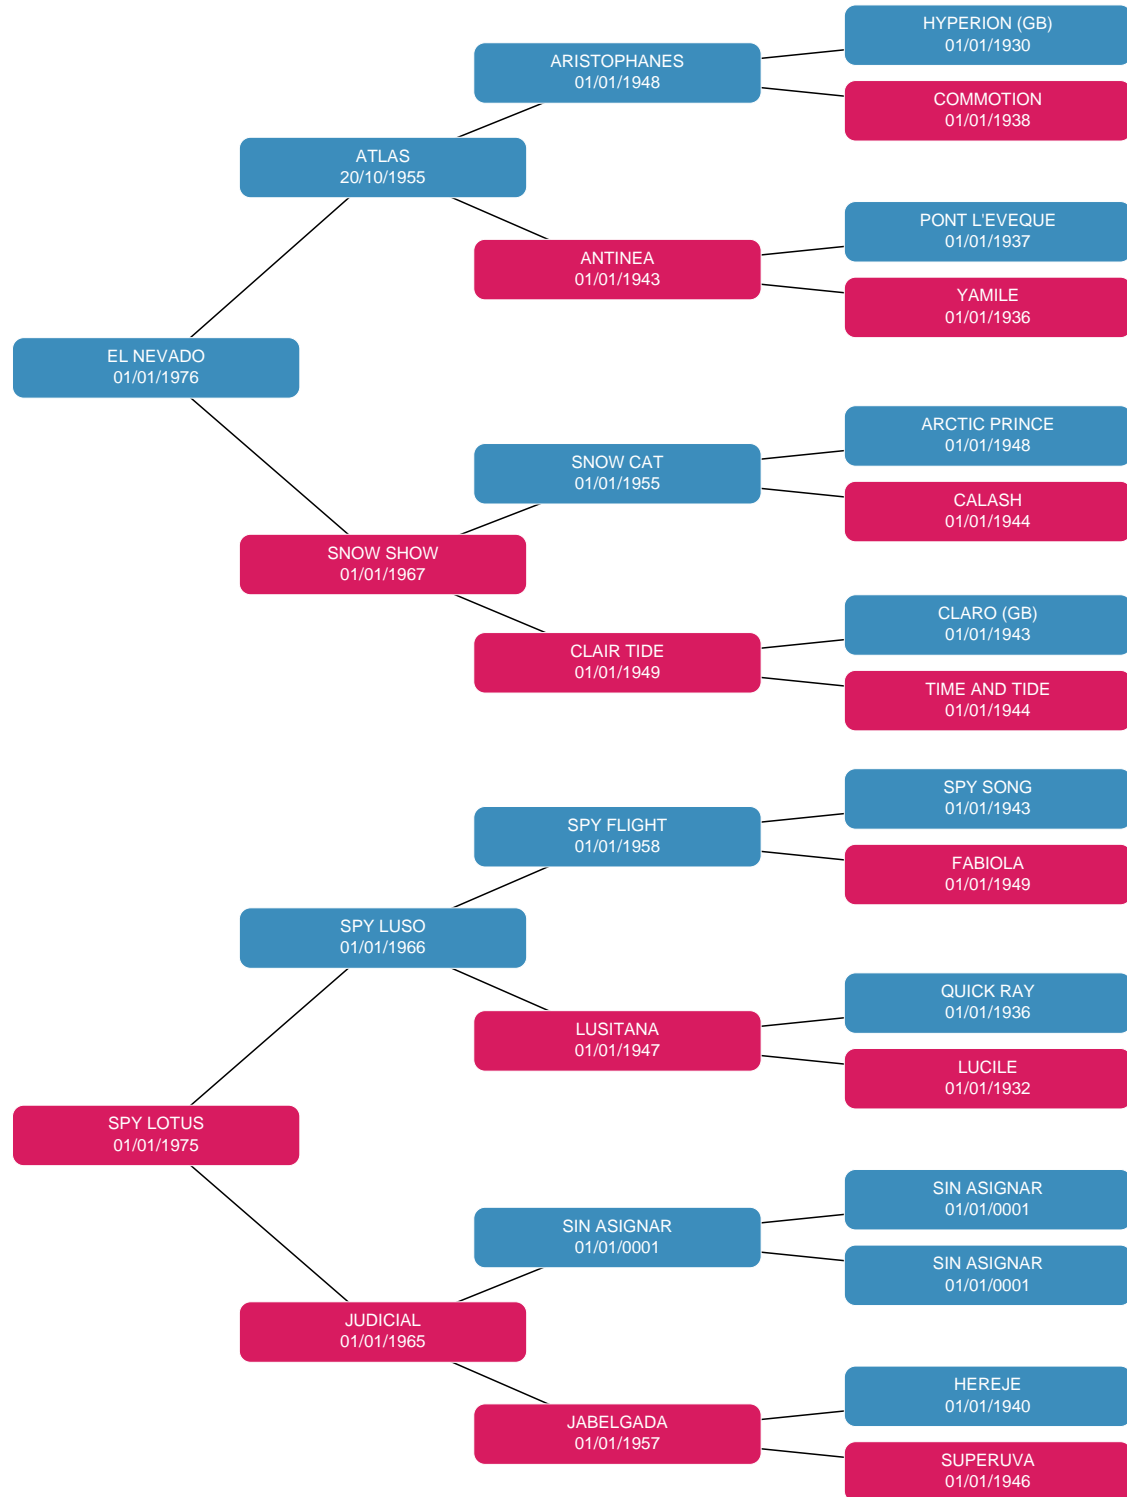 HYPERION (GB)
01/01/1930
ARISTOPHANES
01/01/1948
COMMOTION
01/01/1938
ATLAS
20/10/1955
PONT L'EVEQUE
01/01/1937
ANTINEA
01/01/1943
YAMILE
01/01/1936
EL NEVADO
01/01/1976
ARCTIC PRINCE
01/01/1948
SNOW CAT
01/01/1955
CALASH
01/01/1944
SNOW SHOW
01/01/1967
CLARO (GB)
01/01/1943
CLAIR TIDE
01/01/1949
TIME AND TIDE
01/01/1944
SPY SONG
01/01/1943
SPY FLIGHT
01/01/1958
FABIOLA
01/01/1949
SPY LUSO
01/01/1966
QUICK RAY
01/01/1936
LUSITANA
01/01/1947
LUCILE
01/01/1932
SPY LOTUS
01/01/1975
SIN ASIGNAR
01/01/0001
SIN ASIGNAR
01/01/0001
SIN ASIGNAR
01/01/0001
JUDICIAL
01/01/1965
HEREJE
01/01/1940
JABELGADA
01/01/1957
SUPERUVA
01/01/1946